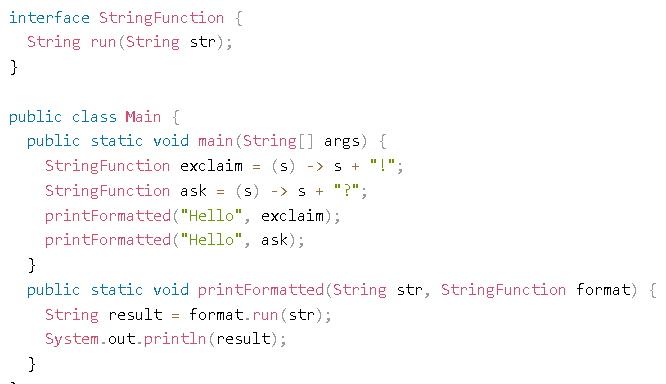 interface StringFunction {
  String run(String str);
}

public class Main {
  public static void main(String[] args) {
    StringFunction exclaim = (s) -> s + "!";
    StringFunction ask = (s) -> s + "?";
    printFormatted("Hello", exclaim);
    printFormatted("Hello", ask);
  }
  public static void printFormatted(String str, StringFunction format) {
    String result = format.run(str);
    System.out.println(result);
  }
}